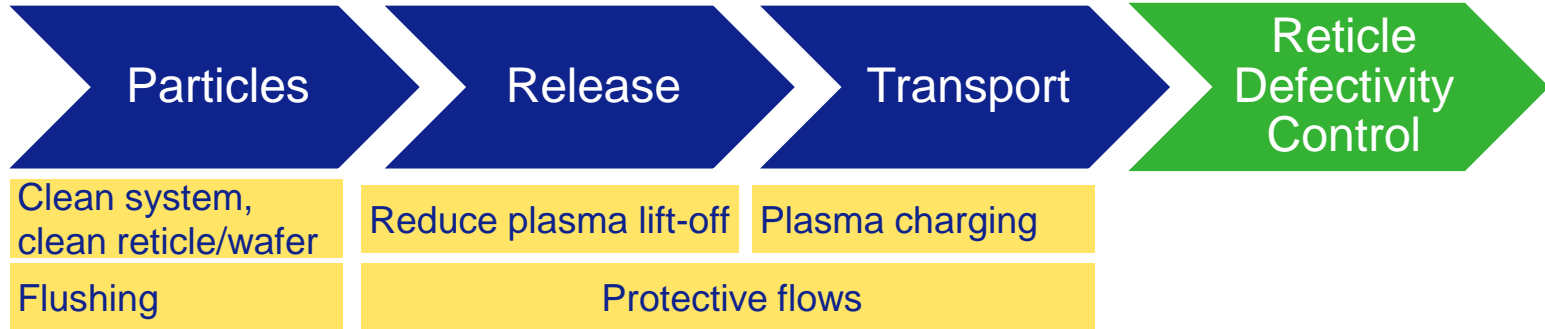 Particles
Release
Transport
Reticle
Defectivity
Control
Clean system,
clean reticle/wafer
Reduce plasma lift-off
Plasma charging
Flushing
Protective flows